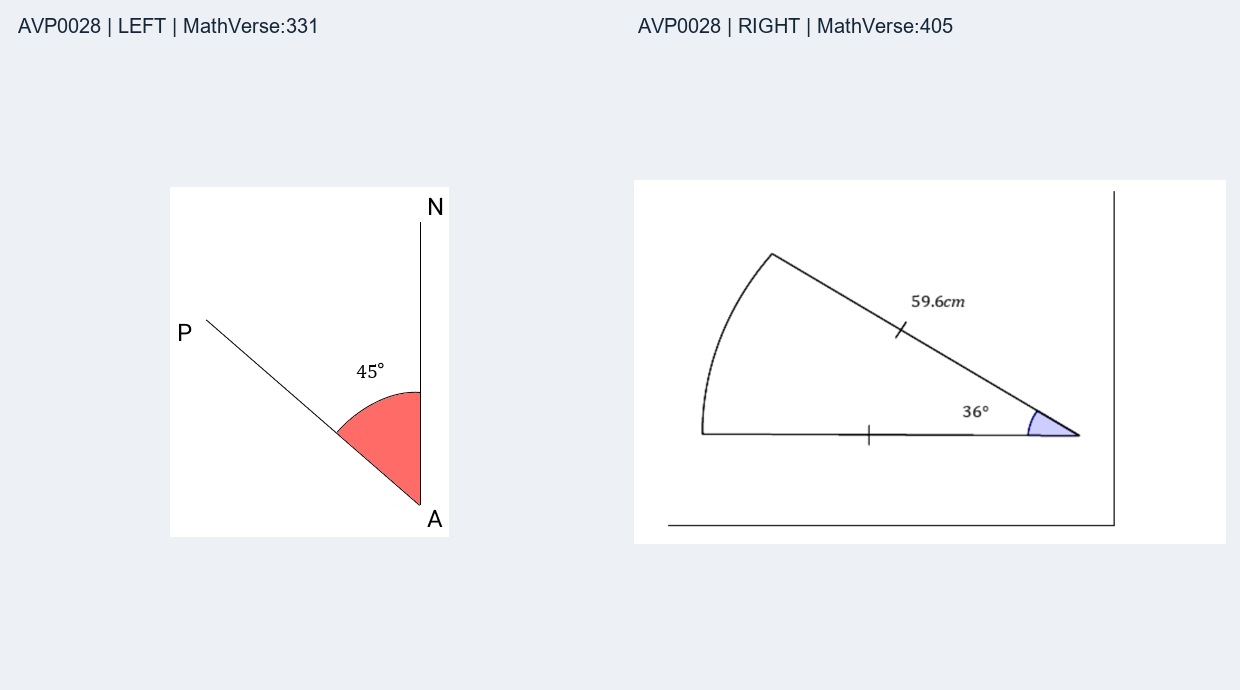 AVP0028 | LEFT | MathVerse:331
AVP0028 | RIGHT | MathVerse:405
N
P
45°
A
59.6cm
36°